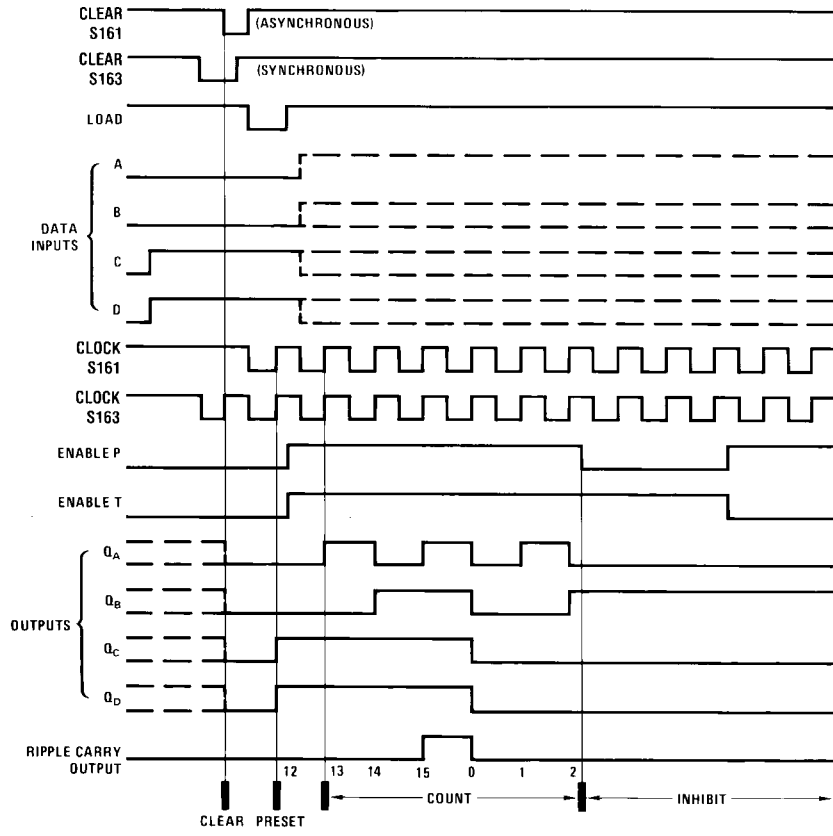 CLEAR
S161
(ASYNCHRONOUS)
CLEAR
S163
(SYNCHRONOUS)
LOAD
DATA
INPUTS
A
B
C
D
CLOCK
S161
CLOCK
S163
ENABLE P
ENABLE T
OUTPUTS
QA
QB
QC
QD
RIPPLE CARRY
OUTPUT
12 13 14 15 0 1 2
COUNT
INHIBIT
CLEAR PRESET